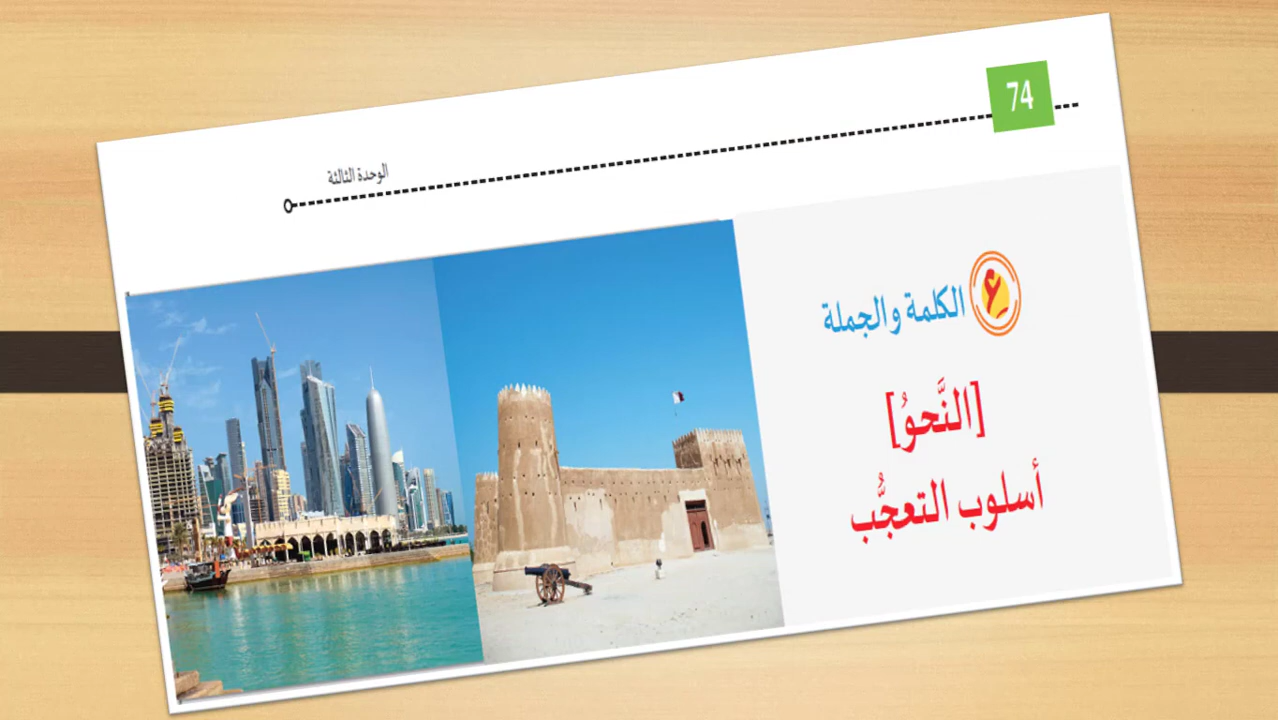 74
الوحدة الثالثة
الكلمة والجملة
[النَّحوُ]
أسلوب التعجُّب